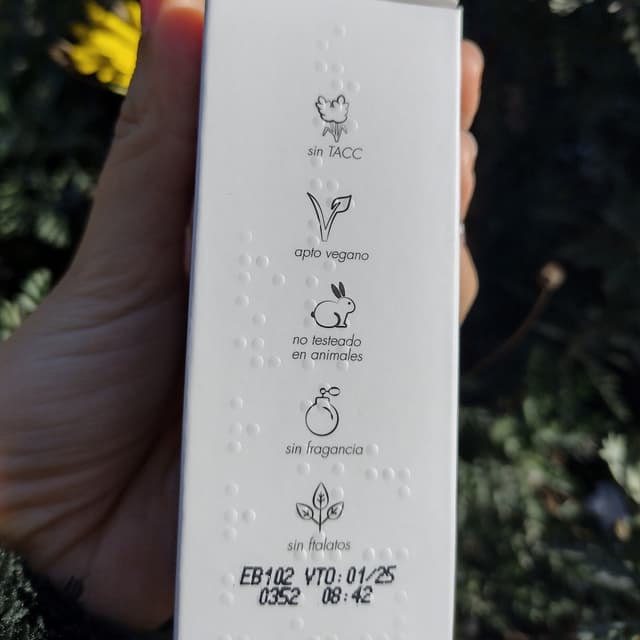 sin TACC
apto vegano
no testeado
en animales
sin fragancia
sin ftalatos
EB102 VTO:01/25
0352 08:42